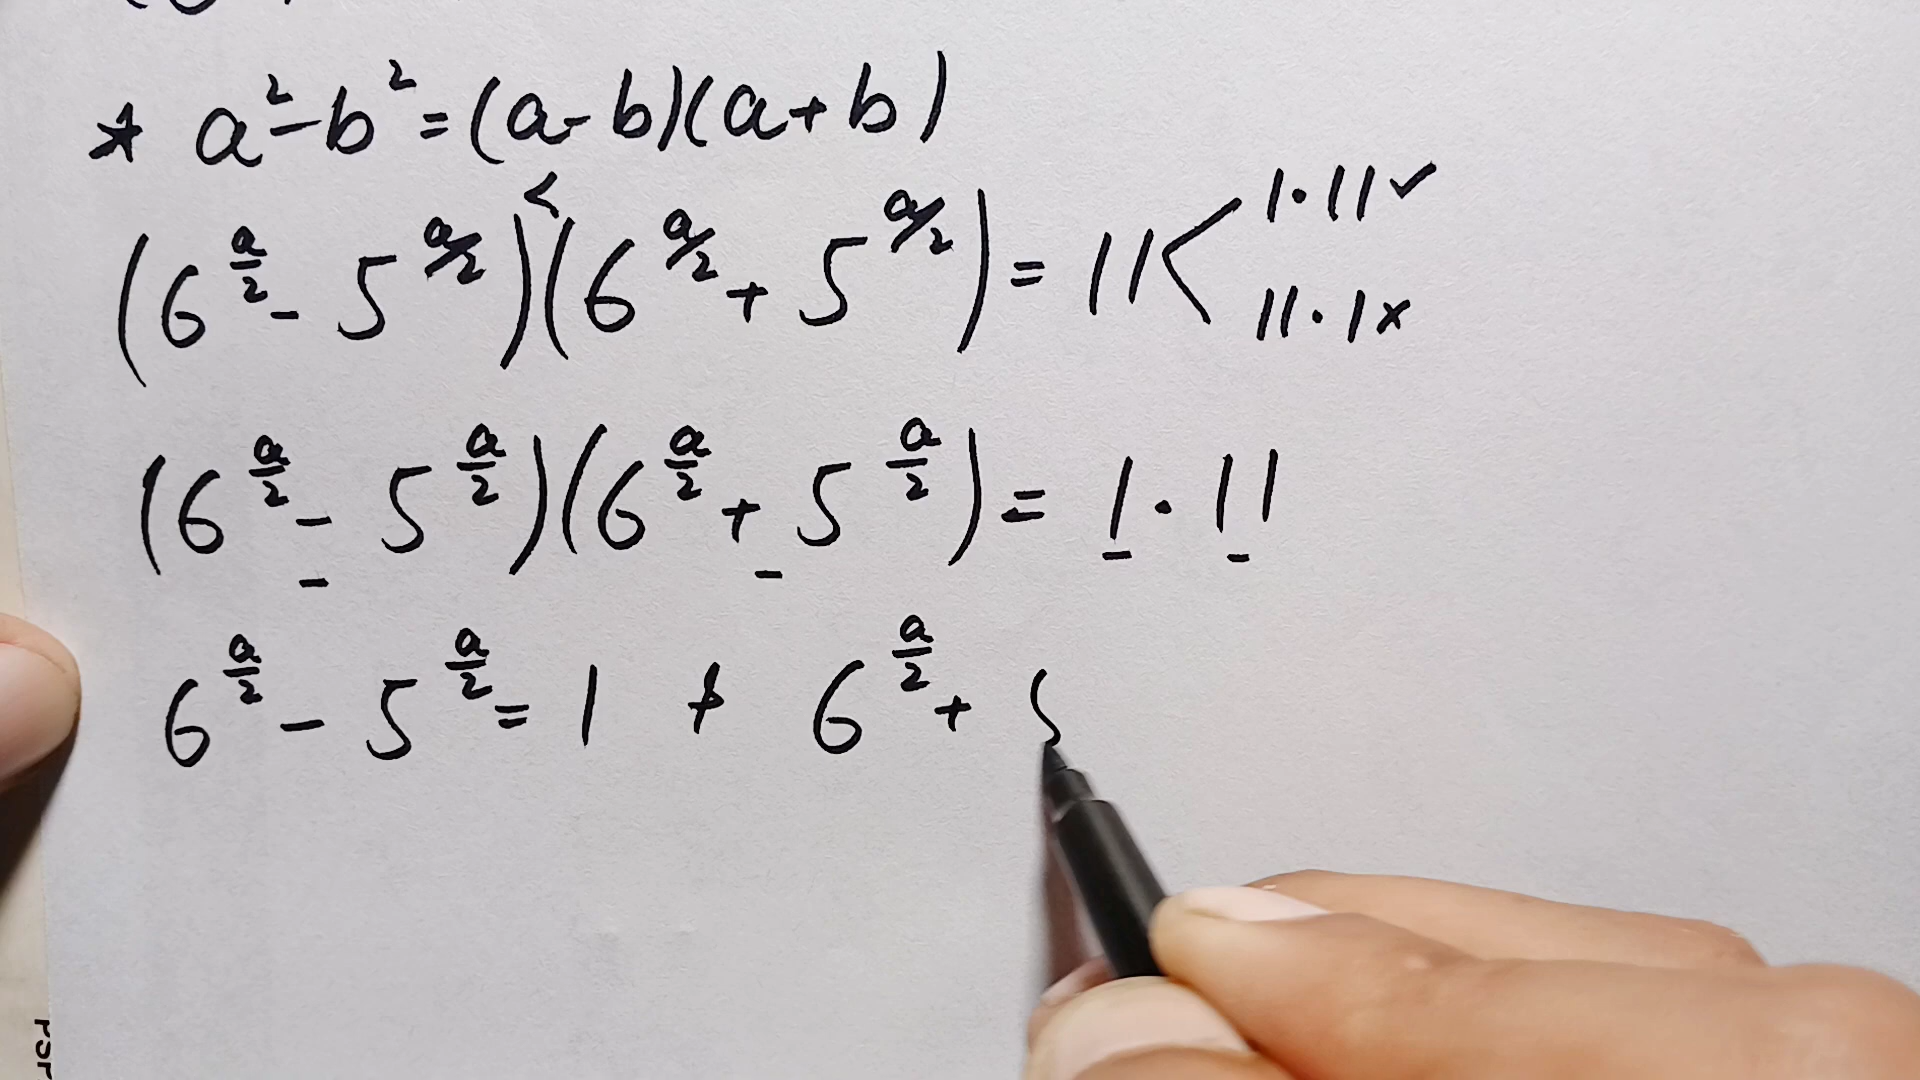 * a² - b² = (a - b)(a + b)
<
(6^(a/2) - 5^(a/2))(6^(a/2) + 5^(a/2)) = 11 < 1·11 ✓
11·1 ×
(6^(a/2) - 5^(a/2))(6^(a/2) + 5^(a/2)) = 1·11
6^(a/2) - 5^(a/2) = 1 & 6^(a/2) +